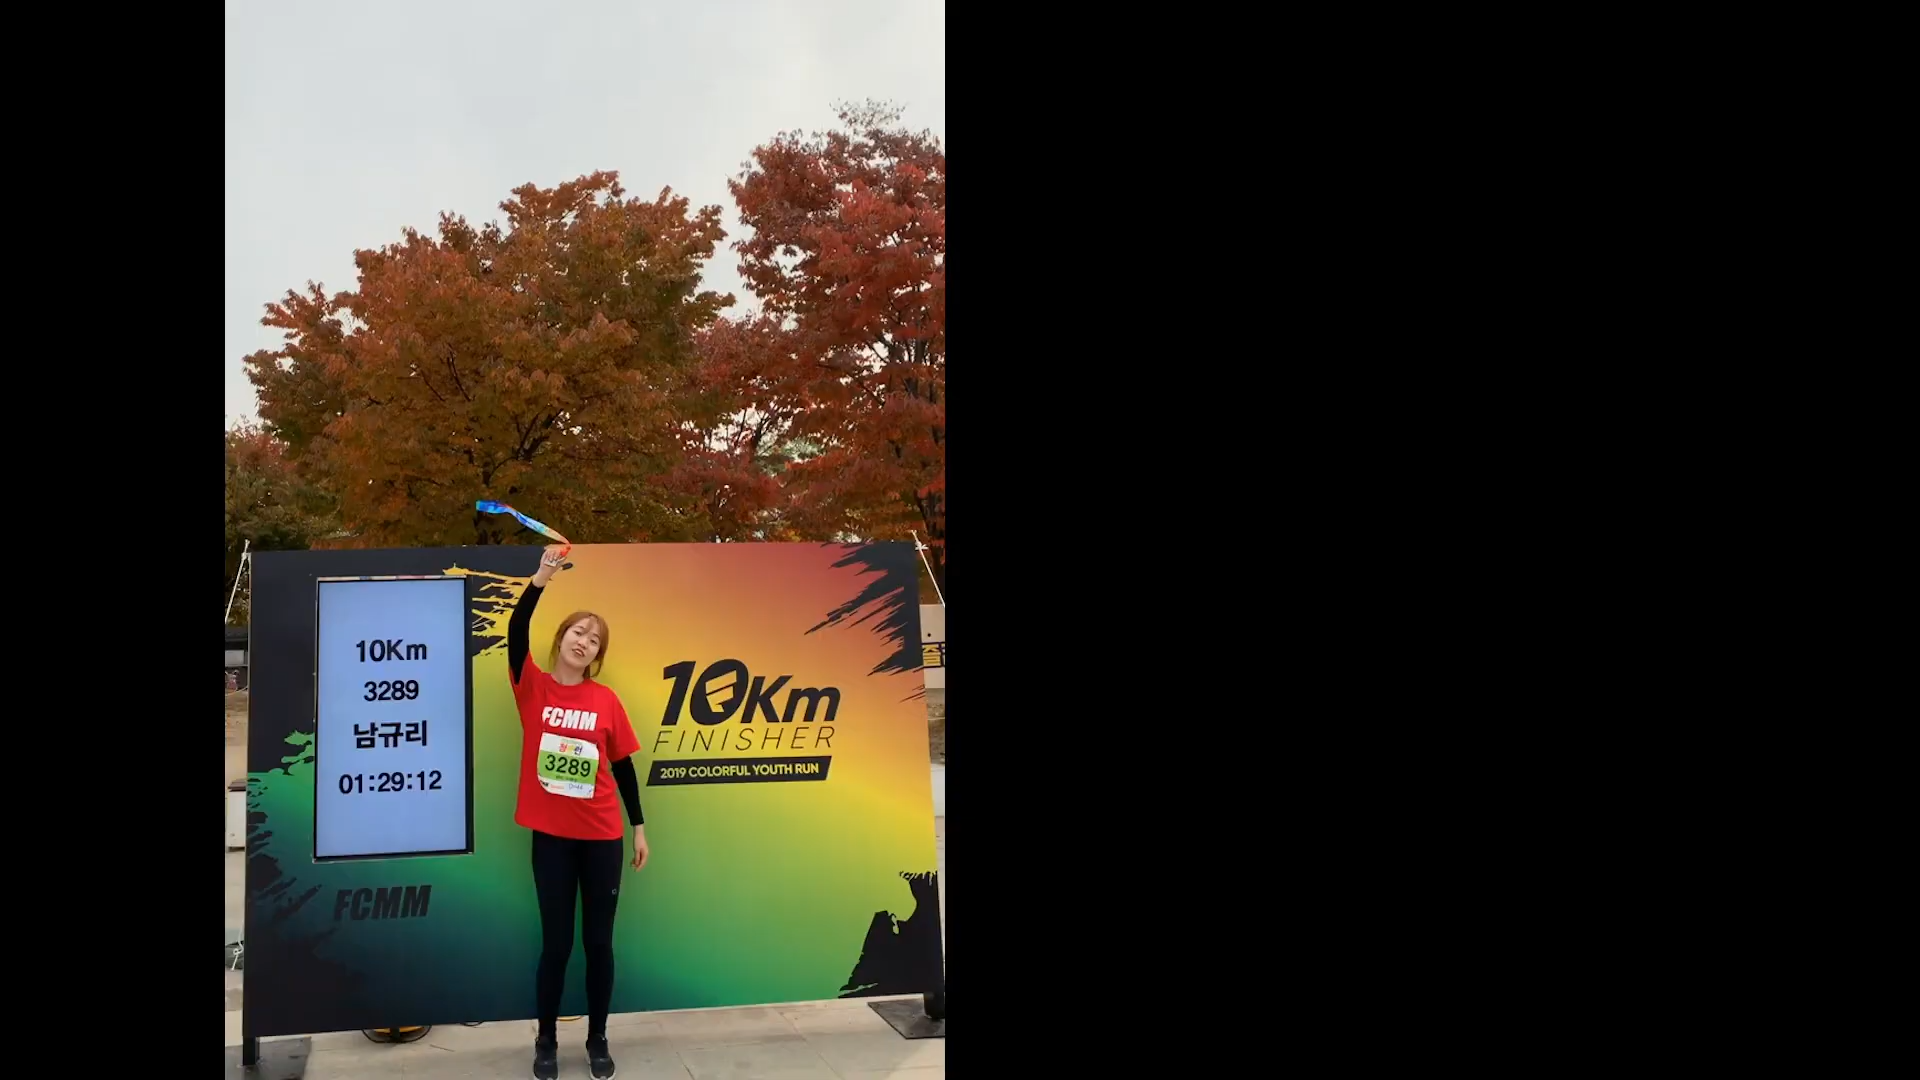 10Km
3289
남규리
01:29:12
FCMM
FCMM
3289
10Km
FINISHER
2019 COLORFUL YOUTH RUN